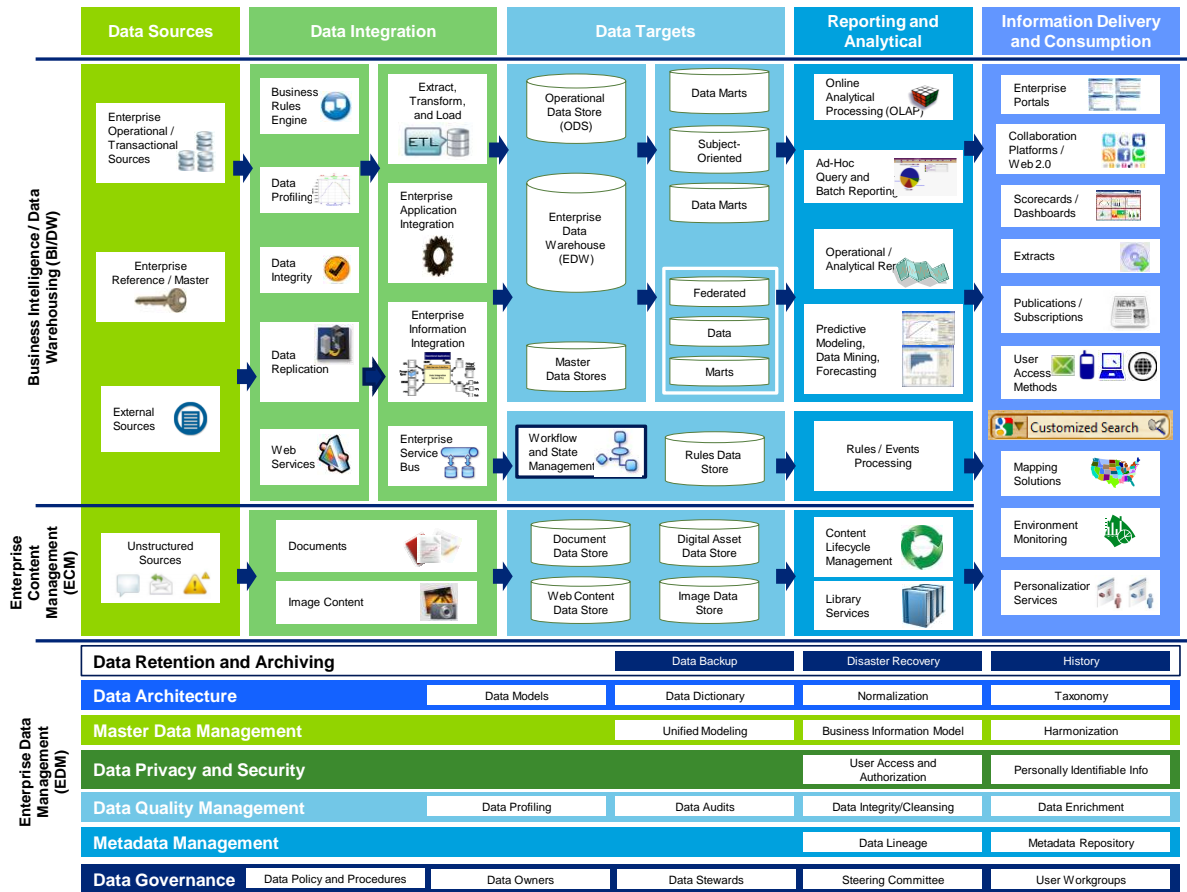 Data Sources
Data Integration
Data Targets
Reporting and
Analytical
Information Delivery
and Consumption
Business Intelligence / Data
Warehousing (BI/DW)
Enterprise
Operational /
Transactional
Sources
Enterprise
Reference / Master
External
Sources
Business
Rules
Engine
Data
Profiling
Data
Integrity
Data
Replication
Web
Services
Extract,
Transform,
and Load
ETL
Enterprise
Application
Integration
Enterprise
Information
Integration
Enterprise
Service
Bus
Operational
Data Store
(ODS)
Enterprise
Data
Warehouse
(EDW)
Master
Data Stores
Data Marts
Subject-
Oriented
Data Marts
Federated
Data
Marts
Workflow
and State
Management
Rules Data
Store
Online
Analytical
Processing (OLAP)
Ad-Hoc
Query and
Batch Reporting
Operational /
Analytical Re
Predictive
Modeling,
Data Mining,
Forecasting
Rules / Events
Processing
Enterprise
Portals
Collaboration
Platforms /
Web 2.0
Scorecards /
Dashboards
Extracts
Publications /
Subscriptions
NEWS
User
Access
Methods
Customized Search
Mapping
Solutions
Environment
Monitoring
Personalization
Services
Enterprise
Content
Management
(ECM)
Unstructured
Sources
Documents
Image Content
Document
Data Store
Digital Asset
Data Store
Web Content
Data Store
Image Data
Store
Content
Lifecycle
Management
Library
Services
Enterprise Data
Management
(EDM)
Data Retention and Archiving
Data Backup
Disaster Recovery
History
Data Architecture
Data Models
Data Dictionary
Normalization
Taxonomy
Master Data Management
Unified Modeling
Business Information Model
Harmonization
Data Privacy and Security
User Access and
Authorization
Personally Identifiable Info
Data Quality Management
Data Profiling
Data Audits
Data Integrity/Cleansing
Data Enrichment
Metadata Management
Data Lineage
Metadata Repository
Data Governance
Data Policy and Procedures
Data Owners
Data Stewards
Steering Committee
User Workgroups